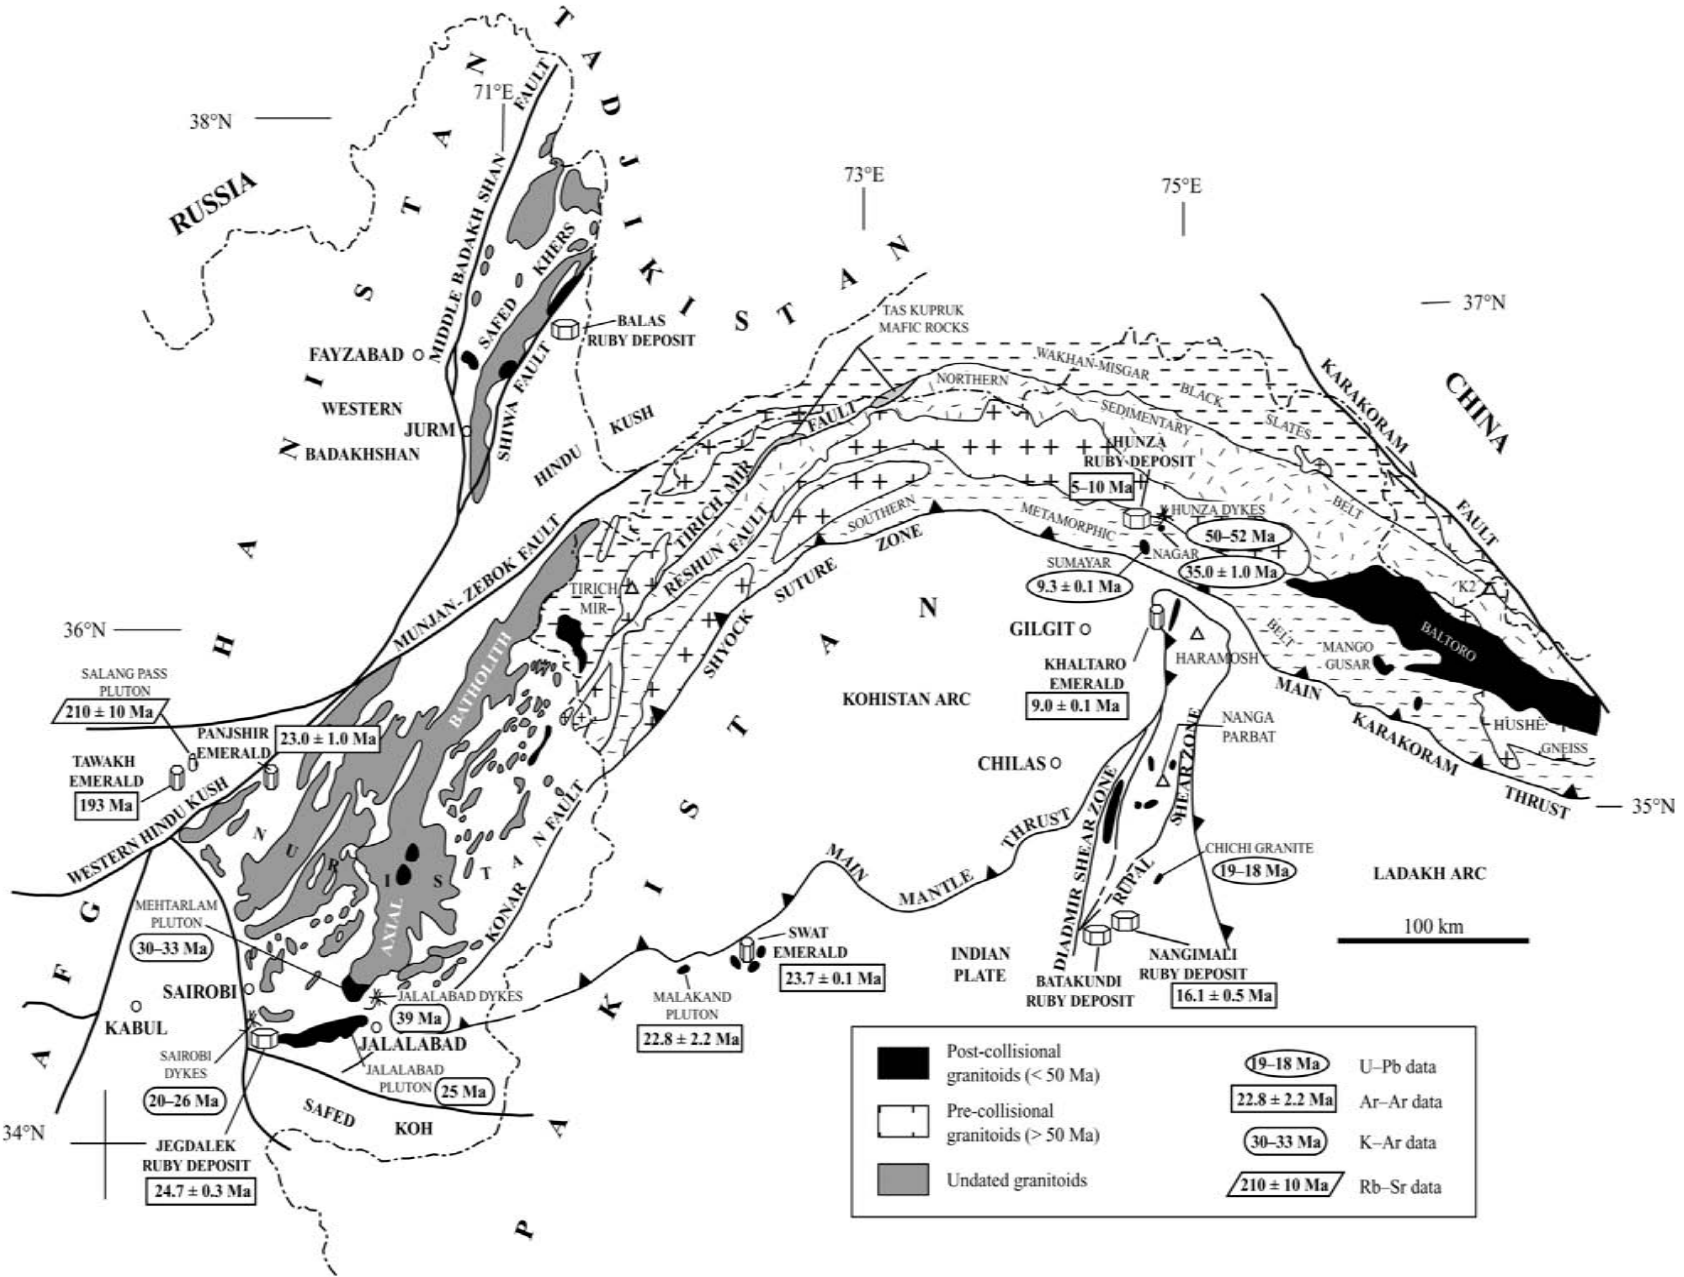 TADJIKISTAN
38°N
71°E
RUSSIA
MIDDLE BADAKH SHAN
FAULT
73°E
75°E
37°N
AFGHANISTAN
SAFED
KHERS
BALAS
RUBY DEPOSIT
FAYZABAD
WESTERN
BADAKHSHAN
JURM
SHIVA FAULT
HINDU
KUSH
TAS KUPRUK
MAFIC ROCKS
WAKHAN-MISGAR
BLACK
SLATES
KARAKORAM
FAULT
CHINA
NORTHERN
SEDIMENTARY
BELT
HUNZA
RUBY DEPOSIT
5–10 Ma
HUNZA DYKES
50–52 Ma
NAGAR
35.0 ± 1.0 Ma
SUMAYAR
9.3 ± 0.1 Ma
SOUTHERN
METAMORPHIC
BELT
TIRICH MIR
FAULT
RESHUN FAULT
TIRICH
MIR
SHYOCK
SUTURE
ZONE
MUNJAN-ZEBOK FAULT
K2
BALTORO
MANGO
GUSAR
HUSHE
GNEISS
MAIN
KARAKORAM
THRUST
36°N
35°N
GILGIT
KHALTARO
EMERALD
9.0 ± 0.1 Ma
HARAMOSH
KOHISTAN ARC
NANGA
PARBAT
CHILAS
SALANG PASS
PLUTON
210 ± 10 Ma
PANJSHIR
EMERALD
23.0 ± 1.0 Ma
TAWAKH
EMERALD
193 Ma
WESTERN HINDU KUSH
NURISTAN
AXIAL
BATHOLITH
KONAR
FAULT
PAKISTAN
MAIN
MANTLE
THRUST
DIADMIR SHEAR ZONE
RUPAL
SHEAR ZONE
CHICHI GRANITE
19–18 Ma
LADAKH ARC
100 km
MEHTARLAM
PLUTON
30–33 Ma
SAIROBI
KABUL
JALALABAD DYKES
39 Ma
JALALABAD
JALALABAD
PLUTON
25 Ma
SAIROBI
DYKES
20–26 Ma
SAFED
KOH
34°N
JEGDALEK
RUBY DEPOSIT
24.7 ± 0.3 Ma
MALAKAND
PLUTON
22.8 ± 2.2 Ma
SWAT
EMERALD
23.7 ± 0.1 Ma
INDIAN
PLATE
BATAKUNDI
RUBY DEPOSIT
NANGIMALI
RUBY DEPOSIT
16.1 ± 0.5 Ma
Post-collisional
granitoids (< 50 Ma)
Pre-collisional
granitoids (> 50 Ma)
Undated granitoids
19–18 Ma
U–Pb data
22.8 ± 2.2 Ma
Ar–Ar data
30–33 Ma
K–Ar data
210 ± 10 Ma
Rb–Sr data